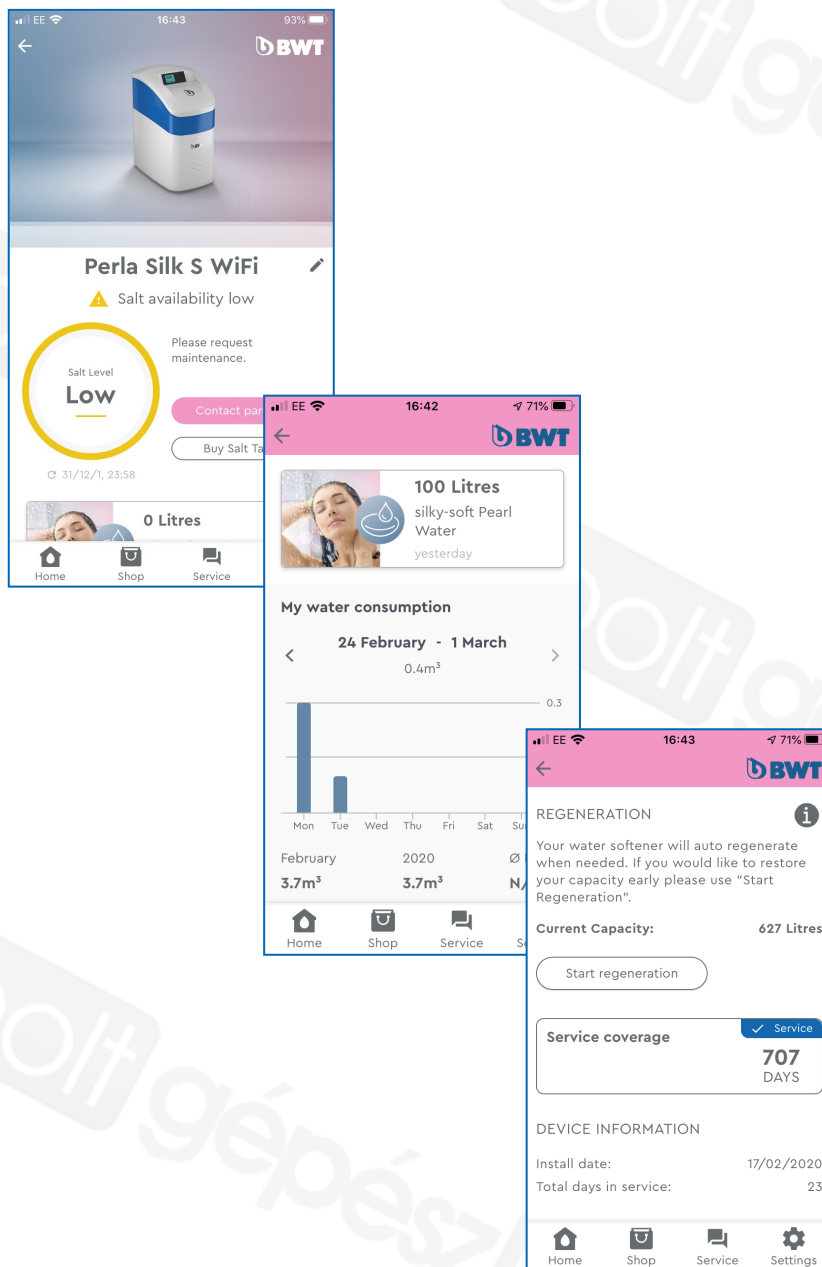 EE 16:43 93%
BWT
Perla Silk S WiFi
Salt availability low
Please request
maintenance.
Salt Level
Low
Contact par
Buy Salt Ta
31/12/1, 23:58
0 Litres
Home Shop Service
EE 16:42 71%
BWT
100 Litres
silky-soft Pearl
Water
yesterday
My water consumption
24 February - 1 March
0.4m³
0.3
Mon Tue Wed Thu Fri Sat Su
February 2020 Ø
3.7m³ 3.7m³ N/
Home Shop Service S
EE 16:43 71%
BWT
REGENERATION
Your water softener will auto regenerate
when needed. If you would like to restore
your capacity early please use "Start
Regeneration".
Current Capacity: 627 Litres
Start regeneration
Service coverage
Service
707
DAYS
DEVICE INFORMATION
Install date: 17/02/2020
Total days in service: 23
Home Shop Service Settings
bolt gépész